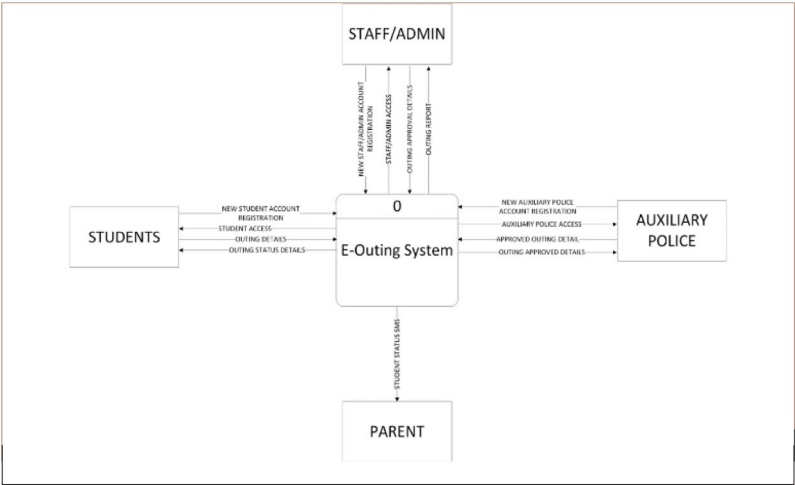 STAFF/ADMIN
NEW STAFF/ADMIN ACCOUNT
REGISTRATION
STAFF/ADMIN ACCESS
OUTING APPROVAL DETAILS
OUTING REPORT
STUDENTS
NEW STUDENT ACCOUNT
REGISTRATION
STUDENT ACCESS
OUTING DETAILS
OUTING STATUS DETAILS
0
E-Outing System
NEW AUXILIARY POLICE
ACCOUNT REGISTRATION
AUXILIARY POLICE ACCESS
APPROVED OUTING DETAIL
OUTING APPROVED DETAILS
AUXILIARY
POLICE
STUDENT STATUS SMS
PARENT